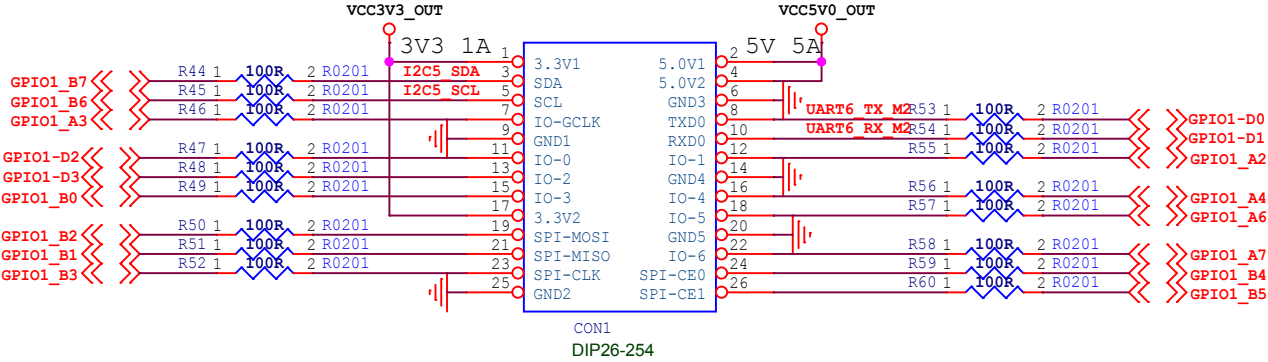 VCC3V3_OUT VCC5V0_OUT
3V3 1A 5V 5A
1 3.3V1 5.0V1 2
GPIO1_B7 R44 1 100R 2 R0201 I2C5_SDA 3 SDA 5.0V2 4
GPIO1_B6 R45 1 100R 2 R0201 I2C5_SCL 5 SCL GND3 6
GPIO1_A3 R46 1 100R 2 R0201 7 IO-GCLK TXD0 8 UART6_TX_M2 R53 1 100R 2 R0201 GPIO1-D0
9 GND1 RXD0 10 UART6_RX_M2 R54 1 100R 2 R0201 GPIO1-D1
GPIO1-D2 R47 1 100R 2 R0201 11 IO-0 IO-1 12 R55 1 100R 2 R0201 GPIO1_A2
GPIO1-D3 R48 1 100R 2 R0201 13 IO-2 GND4 14
GPIO1_B0 R49 1 100R 2 R0201 15 IO-3 IO-4 16 R56 1 100R 2 R0201 GPIO1_A4
17 3.3V2 IO-5 18 R57 1 100R 2 R0201 GPIO1_A6
GPIO1_B2 R50 1 100R 2 R0201 19 SPI-MOSI GND5 20
GPIO1_B1 R51 1 100R 2 R0201 21 SPI-MISO IO-6 22 R58 1 100R 2 R0201 GPIO1_A7
GPIO1_B3 R52 1 100R 2 R0201 23 SPI-CLK SPI-CE0 24 R59 1 100R 2 R0201 GPIO1_B4
25 GND2 SPI-CE1 26 R60 1 100R 2 R0201 GPIO1_B5
CON1
DIP26-254